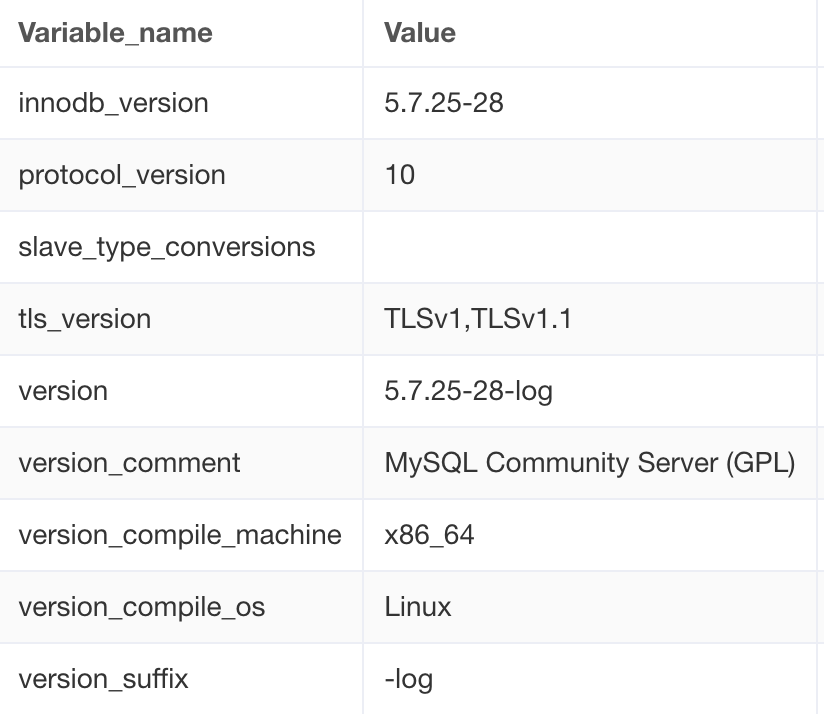 Variable_name Value
innodb_version 5.7.25-28
protocol_version 10
slave_type_conversions
tls_version TLSv1,TLSv1.1
version 5.7.25-28-log
version_comment MySQL Community Server (GPL)
version_compile_machine x86_64
version_compile_os Linux
version_suffix -log